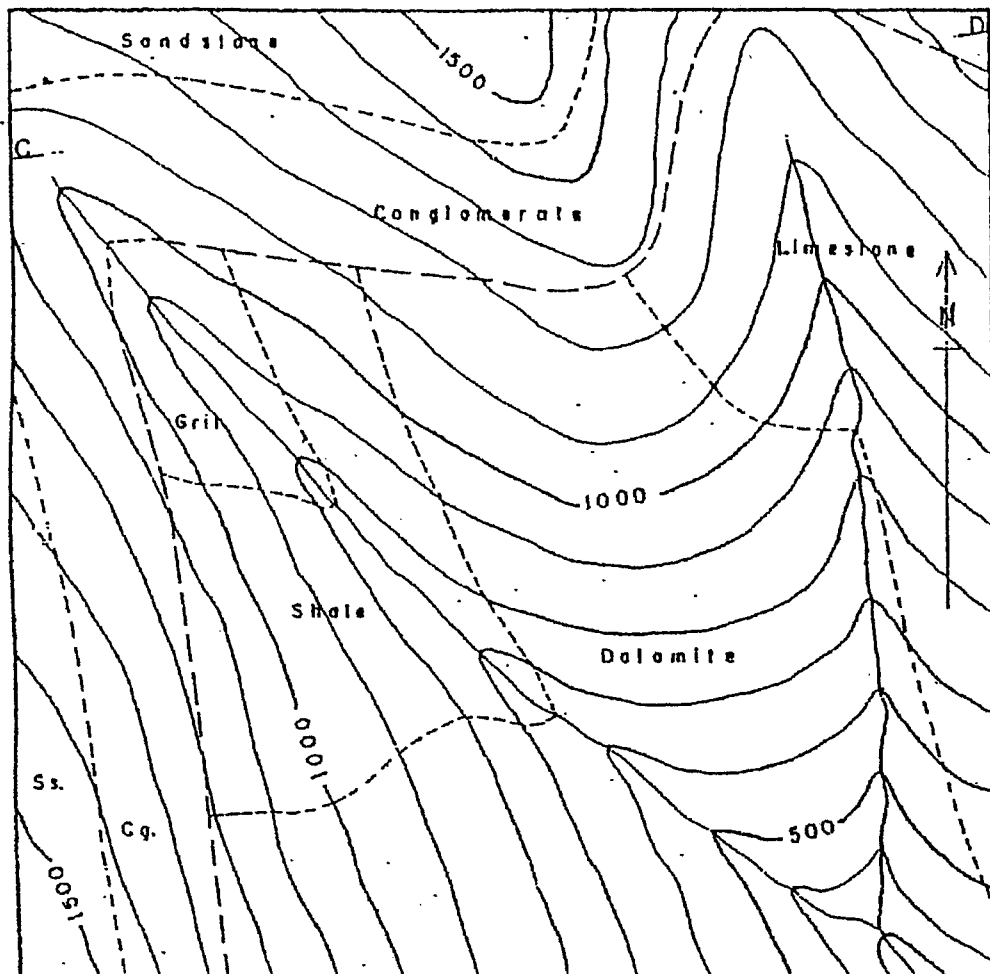 D
Sandstone
1500
C
Conglomerate
Limestone
N
Grit
1000
Shale
Dolomite
1000
Ss.
Cg.
500
1500